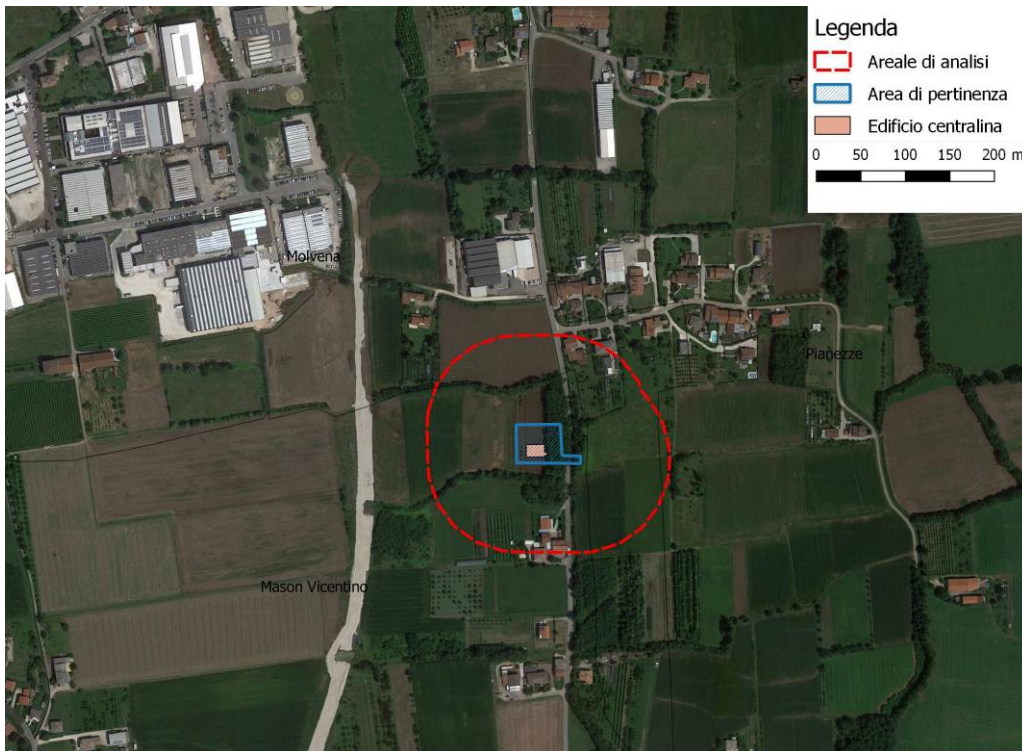 Legenda
Areale di analisi
Area di pertinenza
Edificio centralina
0 50 100 150 200 m
Molvena
Pianezze
Mason Vicentino